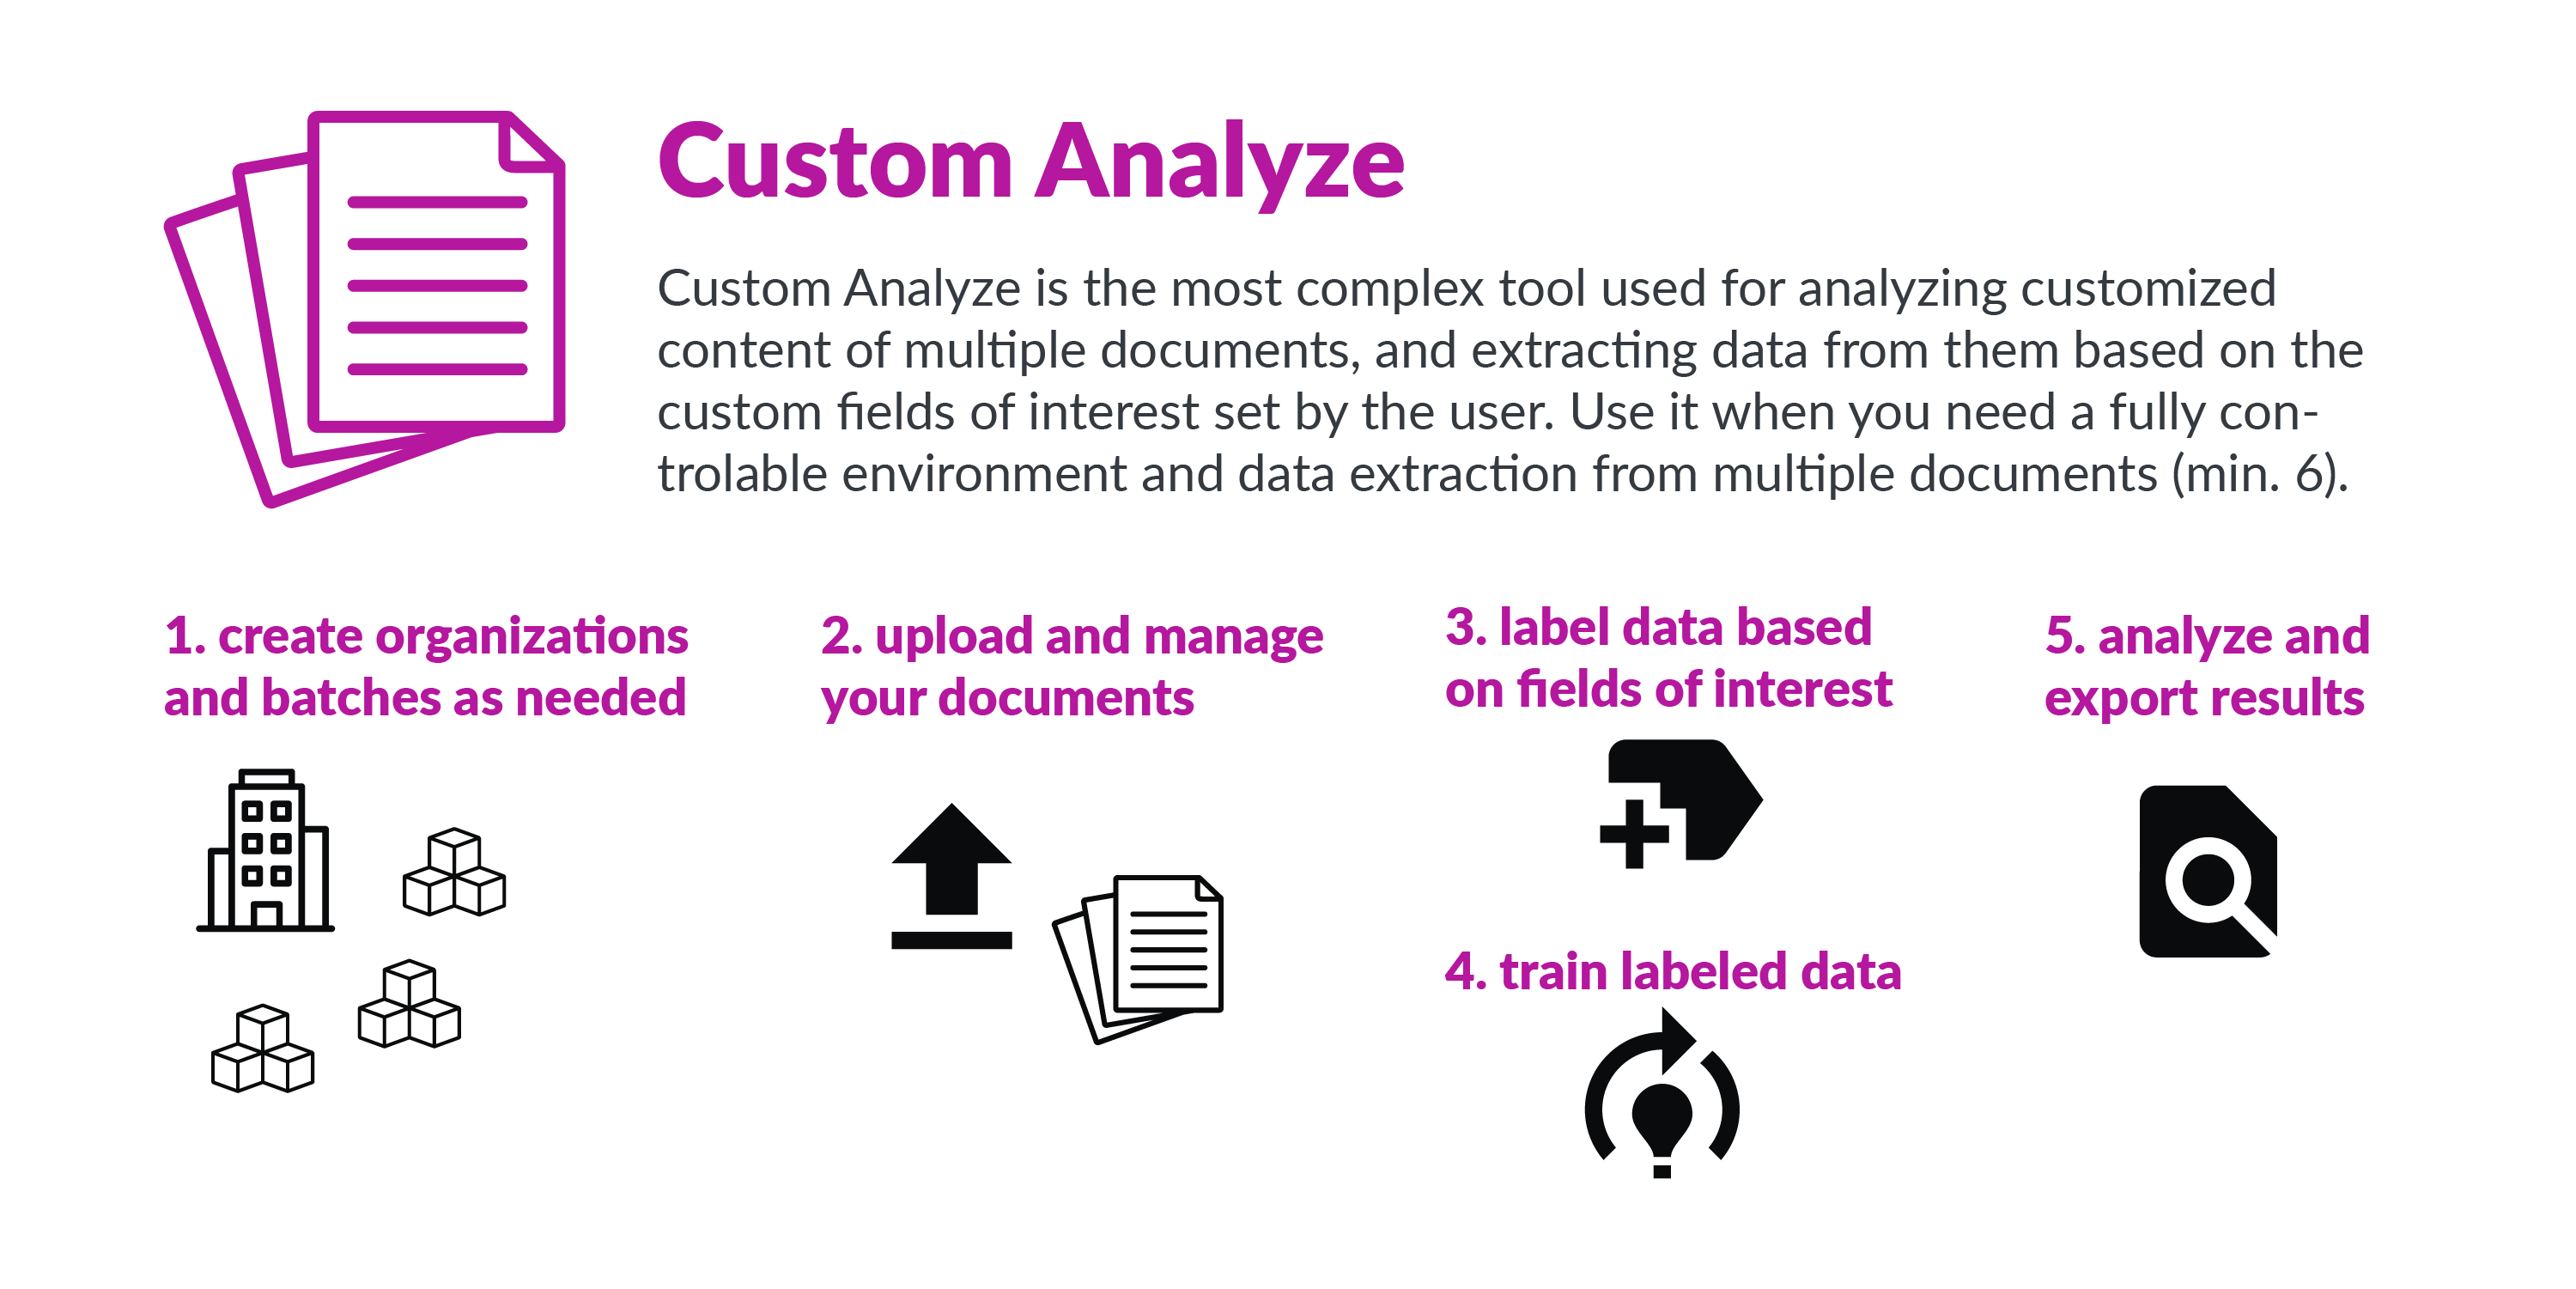 Custom Analyze
Custom Analyze is the most complex tool used for analyzing customized
content of multiple documents, and extracting data from them based on the
custom fields of interest set by the user. Use it when you need a fully con-
trolable environment and data extraction from multiple documents (min. 6).
1. create organizations
and batches as needed
2. upload and manage
your documents
3. label data based
on fields of interest
4. train labeled data
5. analyze and
export results